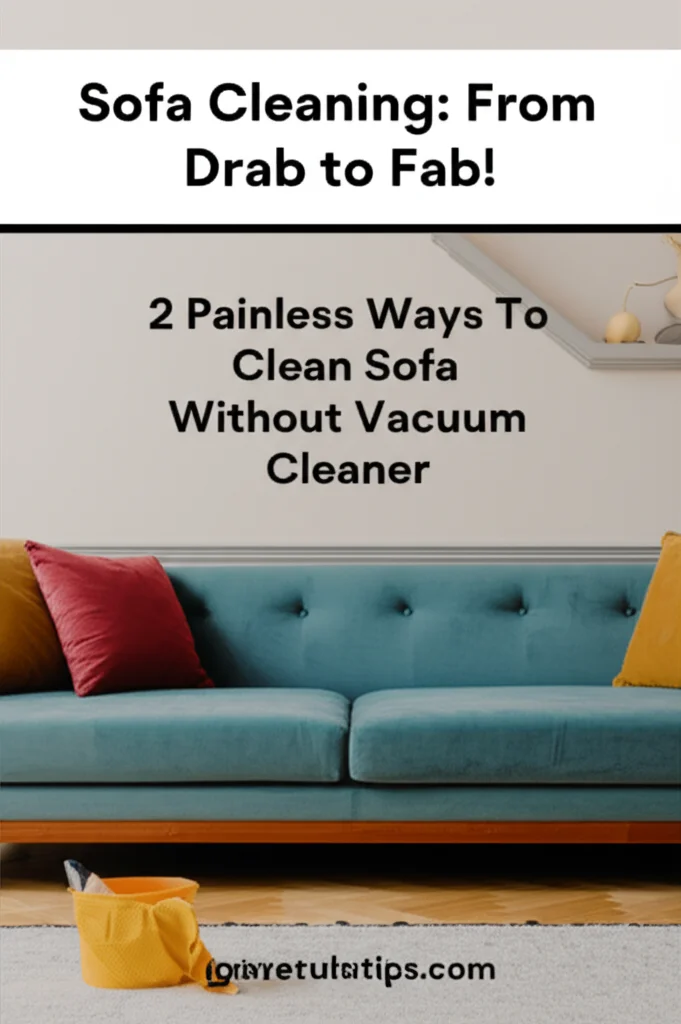 Sofa Cleaning: From
Drab to Fab!
2 Painless Ways To
Clean Sofa
Without Vacuum
Cleaner